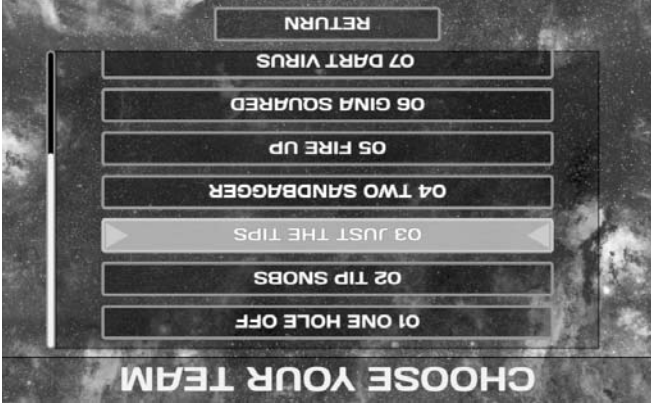 CHOOSE YOUR TEAM
01 ONE HOLE OFF
02 TIP SNOBS
03 JUST THE TIPS
04 TWO SANDBAGGER
05 FIRE UP
06 GINA SQUARED
07 DART VIRUS
RETURN